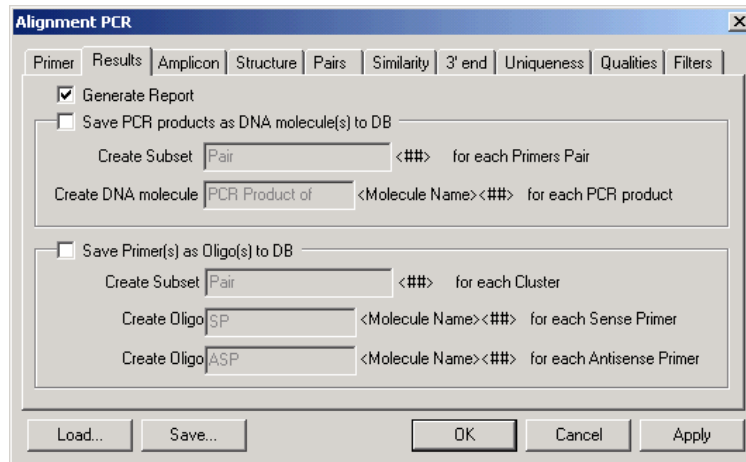 Alignment PCR
Primer Results Amplicon Structure Pairs Similarity 3' end Uniqueness Qualities Filters
Generate Report
Save PCR products as DNA molecule(s) to DB
Create Subset Pair <##> for each Primers Pair
Create DNA molecule PCR Product of <Molecule Name><##> for each PCR product
Save Primer(s) as Oligo(s) to DB
Create Subset Pair <##> for each Cluster
Create Oligo SP <Molecule Name><##> for each Sense Primer
Create Oligo ASP <Molecule Name><##> for each Antisense Primer
Load... Save... OK Cancel Apply